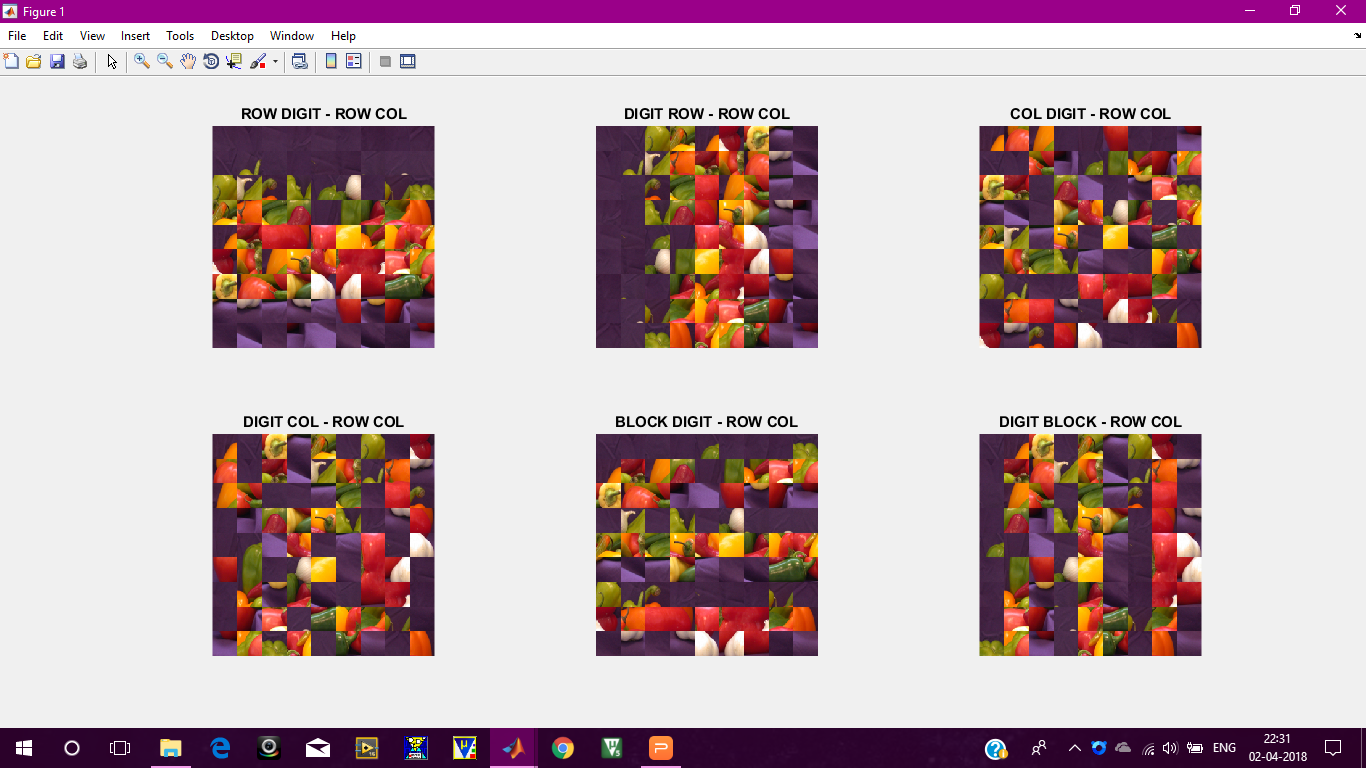 Figure 1
File Edit View Insert Tools Desktop Window Help
ROW DIGIT - ROW COL
DIGIT ROW - ROW COL
COL DIGIT - ROW COL
DIGIT COL - ROW COL
BLOCK DIGIT - ROW COL
DIGIT BLOCK - ROW COL
ENG
22:31
02-04-2018